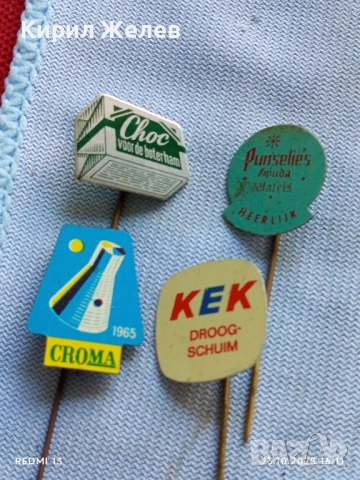 Кирил Желев
Choc
voor de boterham
Punselie's
Gouda
Wafels
HEERLIJK
1965
CROMA
KEK
DROOG-
SCHUIM
REDMI 13